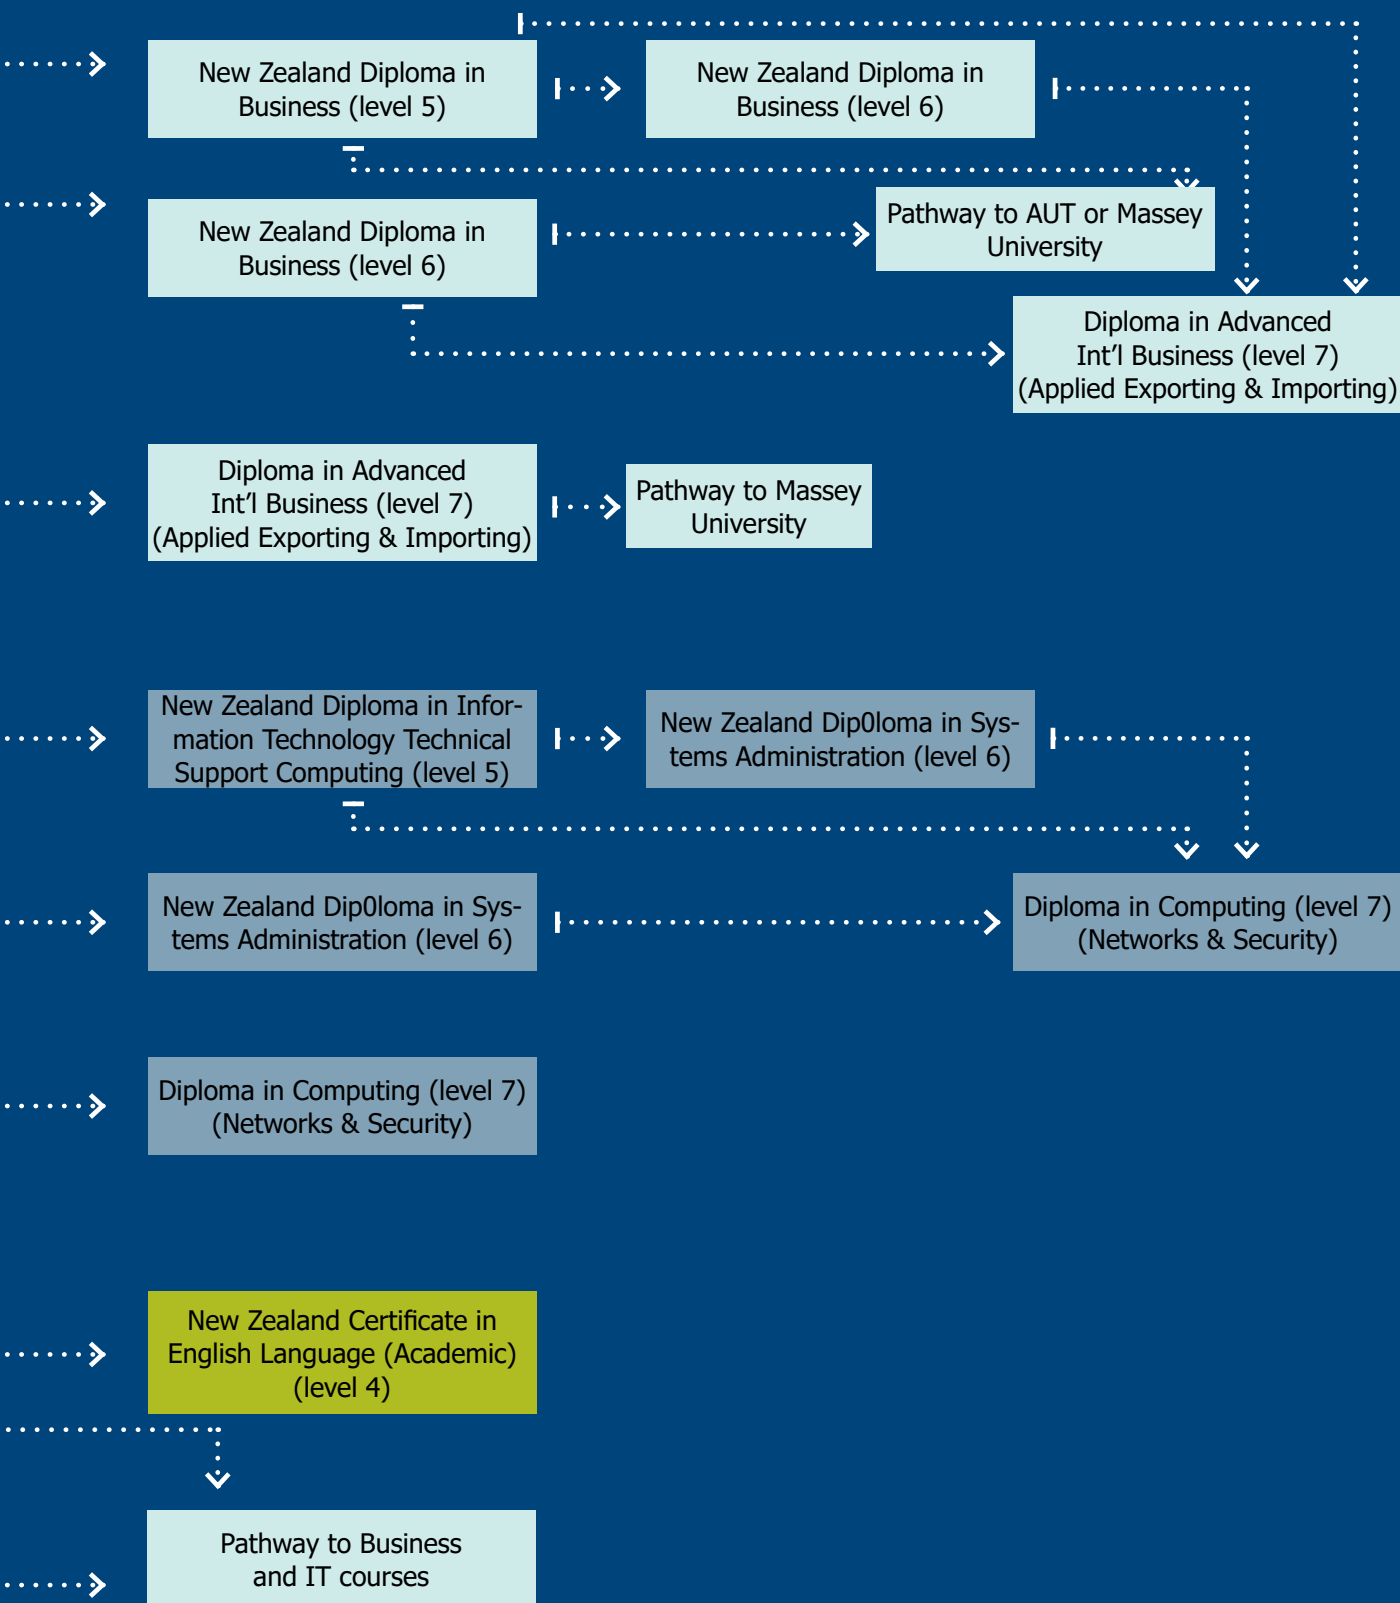 New Zealand Diploma in
Business (level 5)
New Zealand Diploma in
Business (level 6)
New Zealand Diploma in
Business (level 6)
Pathway to AUT or Massey
University
Diploma in Advanced
Int’l Business (level 7)
(Applied Exporting & Importing)
Diploma in Advanced
Int’l Business (level 7)
(Applied Exporting & Importing)
Pathway to Massey
University
New Zealand Diploma in Infor-
mation Technology Technical
Support Computing (level 5)
New Zealand Dip0loma in Sys-
tems Administration (level 6)
New Zealand Dip0loma in Sys-
tems Administration (level 6)
Diploma in Computing (level 7)
(Networks & Security)
Diploma in Computing (level 7)
(Networks & Security)
New Zealand Certificate in
English Language (Academic)
(level 4)
Pathway to Business
and IT courses